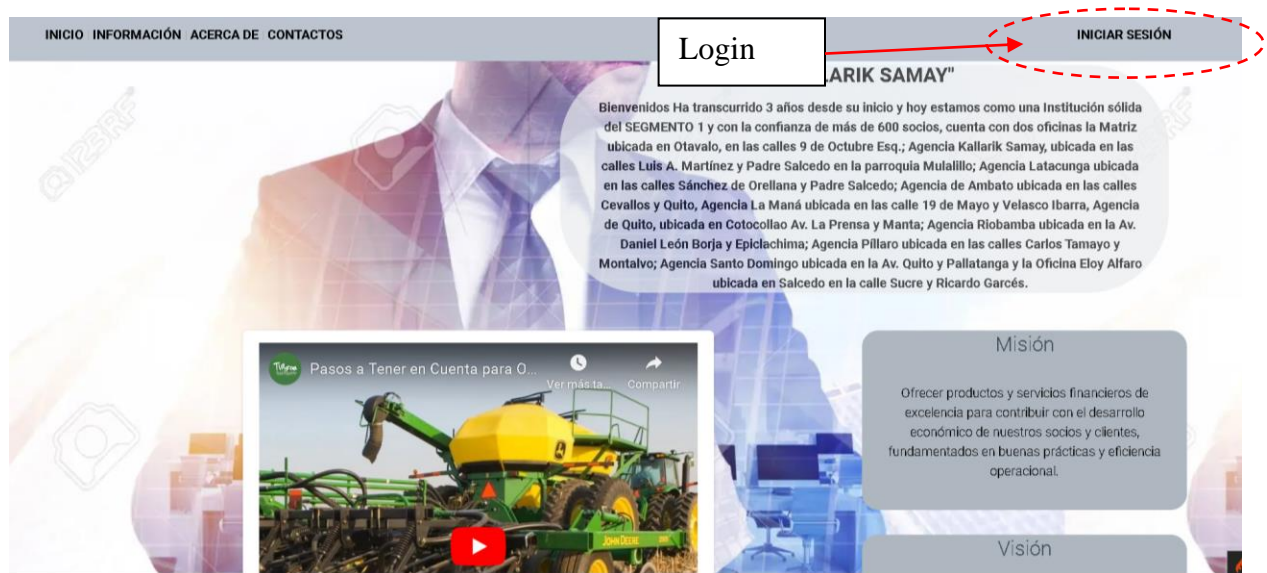 INICIO INFORMACIÓN ACERCA DE CONTACTOS
Login
INICIAR SESIÓN
ARIK SAMAY"
Bienvenidos Ha transcurrido 3 años desde su inicio y hoy estamos como una Institución sólida
del SEGMENTO 1 y con la confianza de más de 600 socios, cuenta con dos oficinas la Matriz
ubicada en Otavalo, en las calles 9 de Octubre Esq.; Agencia Kallarik Samay, ubicada en las
calles Luis A. Martínez y Padre Salcedo en la parroquia Mulalillo; Agencia Latacunga ubicada
en las calles Sánchez de Orellana y Padre Salcedo; Agencia de Ambato ubicada en las calles
Cevallos y Quito, Agencia La Maná ubicada en las calle 19 de Mayo y Velasco Ibarra, Agencia
de Quito, ubicada en Cotocollao Av. La Prensa y Manta; Agencia Riobamba ubicada en la Av.
Daniel León Borja y Epiclachima; Agencia Píllaro ubicada en las calles Carlos Tamayo y
Montalvo; Agencia Santo Domingo ubicada en la Av. Quito y Pallatanga y la Oficina Eloy Alfaro
ubicada en Salcedo en la calle Sucre y Ricardo Garcés.
123RF
Pasos a Tener en Cuenta para O...
Ver más ta...
Compartir
JOHN DEERE
Misión
Ofrecer productos y servicios financieros de
excelencia para contribuir con el desarrollo
económico de nuestros socios y clientes,
fundamentados en buenas prácticas y eficiencia
operacional.
Visión